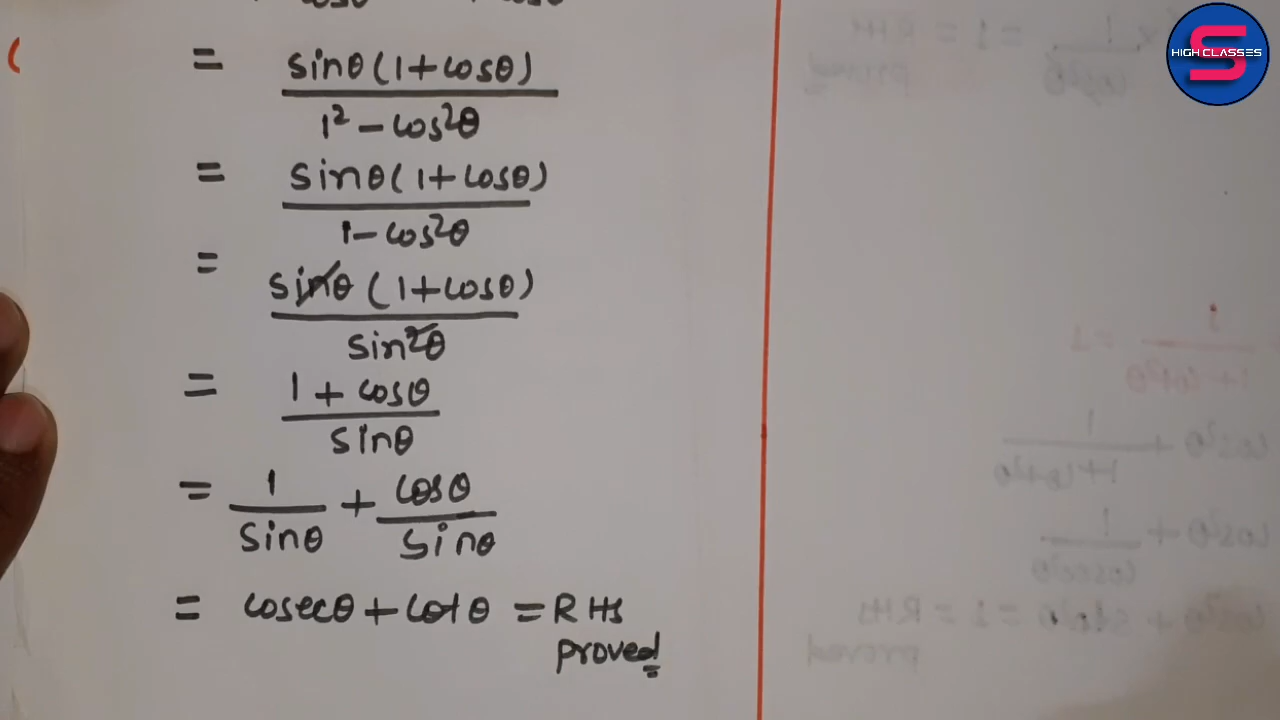 = sinθ(1+cosθ)
1² - cos²θ
= sinθ(1+cosθ)
1 - cos²θ
= sinθ (1+cosθ)
sin²θ
= 1 + cosθ
sinθ
= 1/sinθ + cosθ/sinθ
= cosecθ + cotθ = RHS
proved
HIGH CLASSES